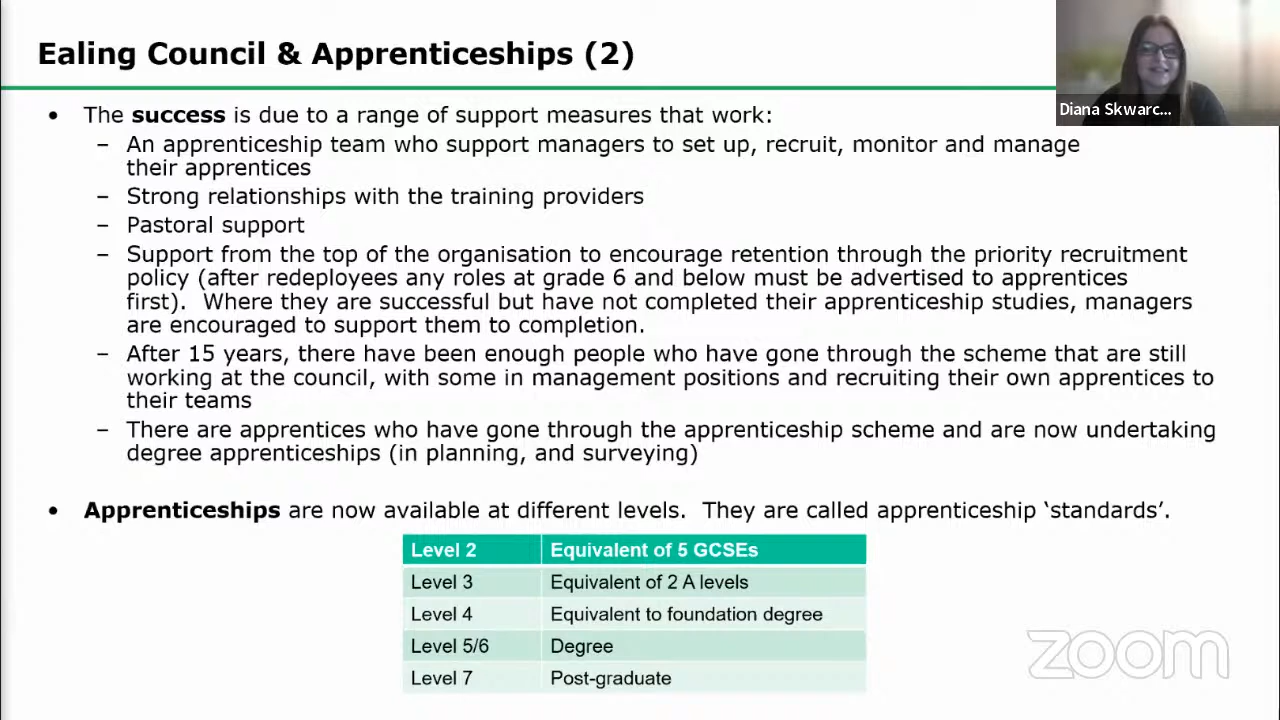 Ealing Council & Apprenticeships (2)
Diana Skwarc...
• The success is due to a range of support measures that work:
– An apprenticeship team who support managers to set up, recruit, monitor and manage
their apprentices
– Strong relationships with the training providers
– Pastoral support
– Support from the top of the organisation to encourage retention through the priority recruitment
policy (after redeployees any roles at grade 6 and below must be advertised to apprentices
first).  Where they are successful but have not completed their apprenticeship studies, managers
are encouraged to support them to completion.
– After 15 years, there have been enough people who have gone through the scheme that are still
working at the council, with some in management positions and recruiting their own apprentices to
their teams
– There are apprentices who have gone through the apprenticeship scheme and are now undertaking
degree apprenticeships (in planning, and surveying)
• Apprenticeships are now available at different levels.  They are called apprenticeship ‘standards’.
Level 2 Equivalent of 5 GCSEs
Level 3 Equivalent of 2 A levels
Level 4 Equivalent to foundation degree
Level 5/6 Degree
Level 7 Post-graduate
zoom